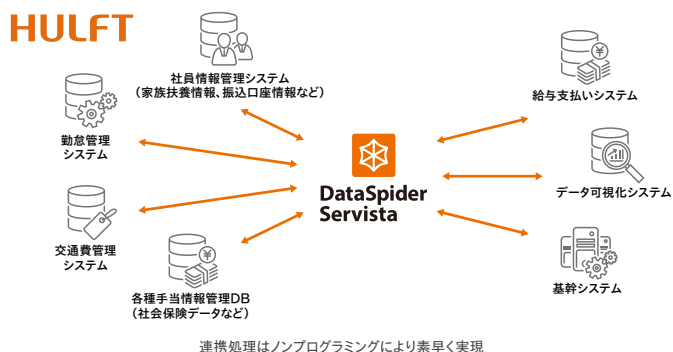 HULFT
社員情報管理システム
（家族扶養情報、振込口座情報など）
勤怠管理
システム
交通費管理
システム
各種手当情報管理DB
（社会保険データなど）
DataSpider
Servista
給与支払いシステム
データ可視化システム
基幹システム
連携処理はノンプログラミングにより素早く実現